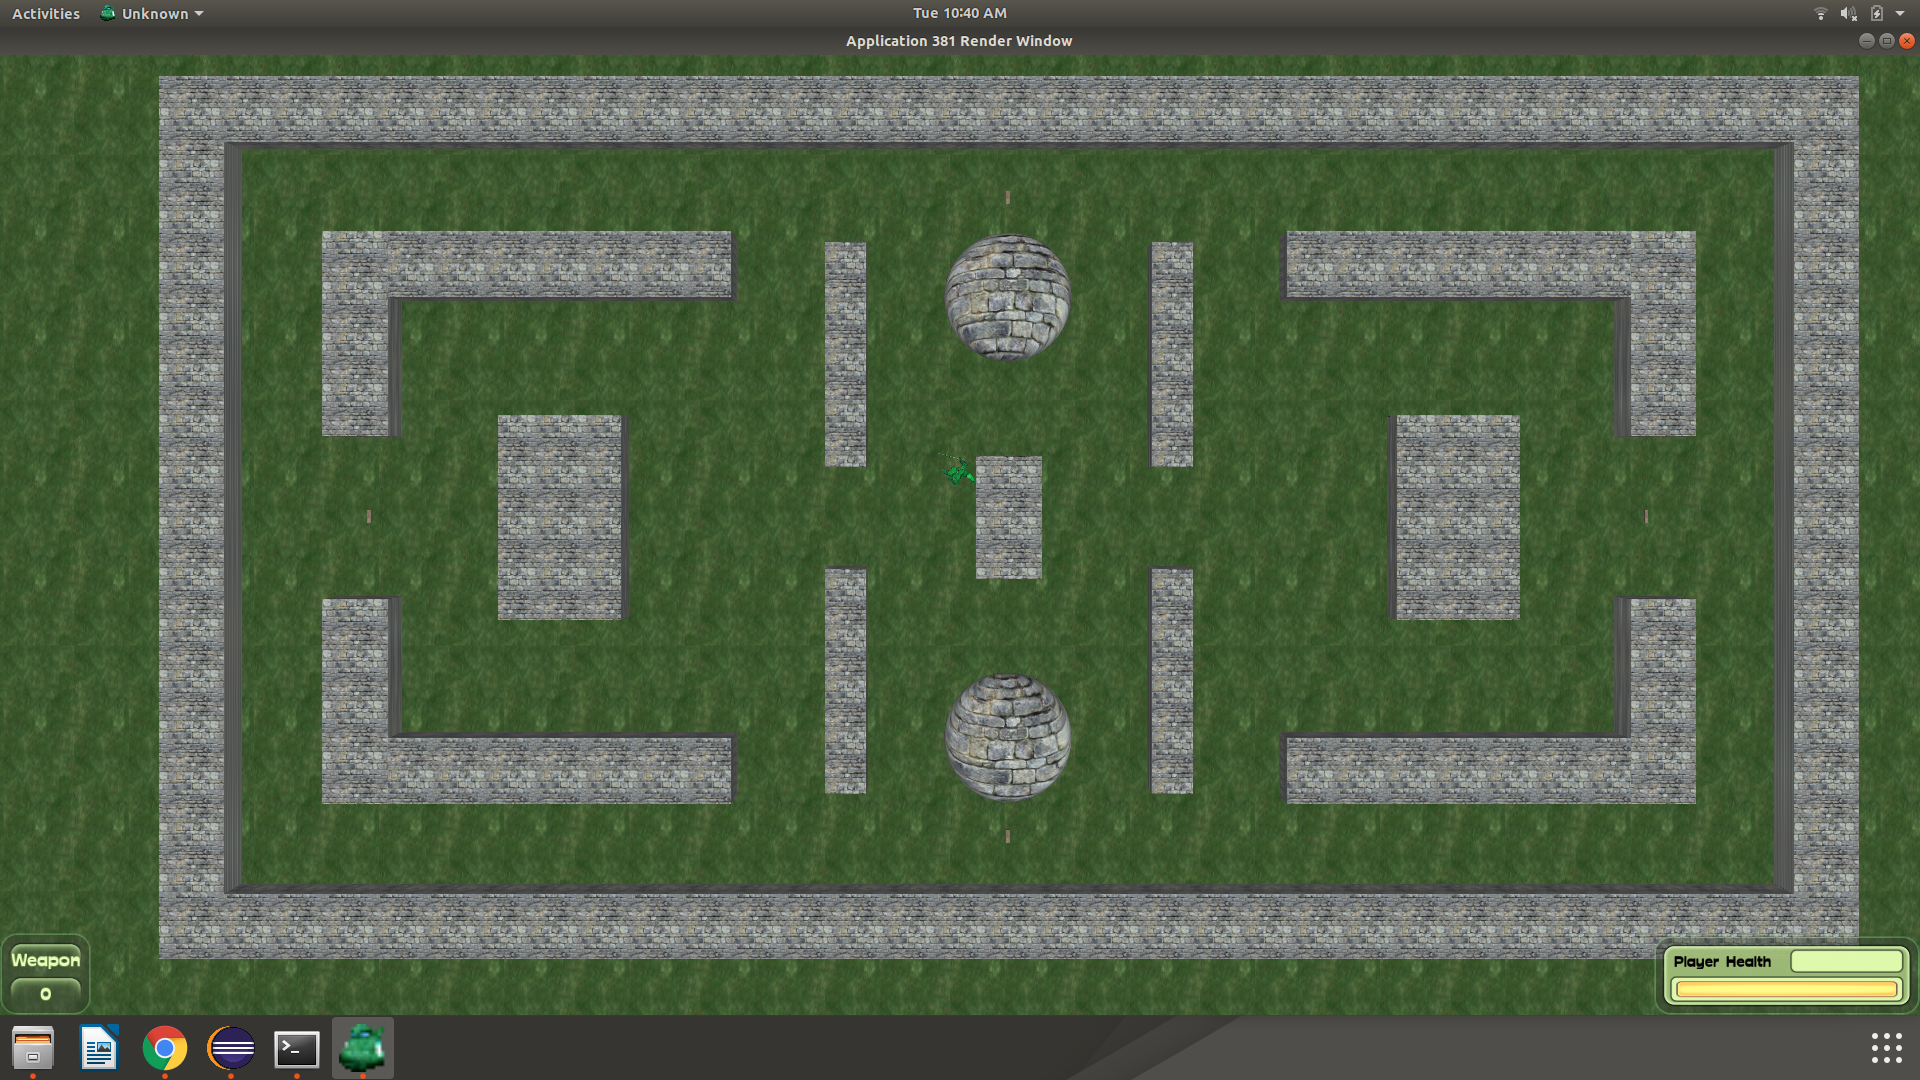 Activities Unknown Tue 10:40 AM
Application 381 Render Window
Weapon
0
Player Health